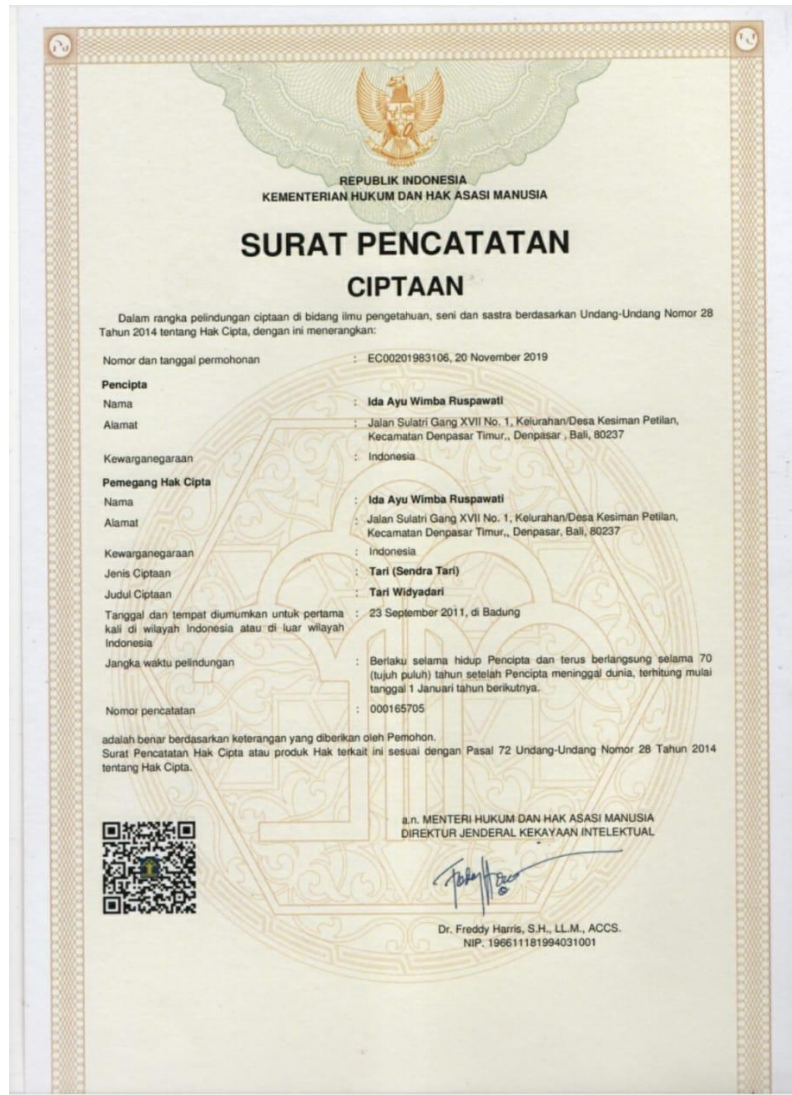 REPUBLIK INDONESIA
KEMENTERIAN HUKUM DAN HAK ASASI MANUSIA
SURAT PENCATATAN
CIPTAAN
Dalam rangka pelindungan ciptaan di bidang ilmu pengetahuan, seni dan sastra berdasarkan Undang-Undang Nomor 28
Tahun 2014 tentang Hak Cipta, dengan ini menerangkan:
Nomor dan tanggal permohonan : EC00201983106, 20 November 2019
Pencipta
Nama : Ida Ayu Wimba Ruspawati
Alamat : Jalan Sulatri Gang XVII No. 1, Kelurahan/Desa Kesiman Petilan,
Kecamatan Denpasar Timur,, Denpasar , Bali, 80237
Kewarganegaraan : Indonesia
Pemegang Hak Cipta
Nama : Ida Ayu Wimba Ruspawati
Alamat : Jalan Sulatri Gang XVII No. 1, Kelurahan/Desa Kesiman Petilan,
Kecamatan Denpasar Timur,, Denpasar, Bali, 80237
Kewarganegaraan : Indonesia
Jenis Ciptaan : Tari (Sendra Tari)
Judul Ciptaan : Tari Widyadari
Tanggal dan tempat diumumkan untuk pertama : 23 September 2011, di Badung
kali di wilayah Indonesia atau di luar wilayah
Indonesia
Jangka waktu pelindungan : Berlaku selama hidup Pencipta dan terus berlangsung selama 70
(tujuh puluh) tahun setelah Pencipta meninggal dunia, terhitung mulai
tanggal 1 Januari tahun berikutnya.
Nomor pencatatan : 000165705
adalah benar berdasarkan keterangan yang diberikan oleh Pemohon.
Surat Pencatatan Hak Cipta atau produk Hak terkait ini sesuai dengan Pasal 72 Undang-Undang Nomor 28 Tahun 2014
tentang Hak Cipta.
a.n. MENTERI HUKUM DAN HAK ASASI MANUSIA
DIREKTUR JENDERAL KEKAYAAN INTELEKTUAL
Dr. Freddy Harris, S.H., LL.M., ACCS.
NIP. 196611181994031001